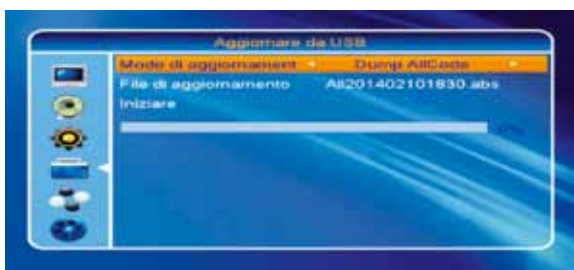 Aggiornare da USB
Modo di aggiornament Dump AllCode
File di aggiornamento All201402101830.abs
Iniziare
0%